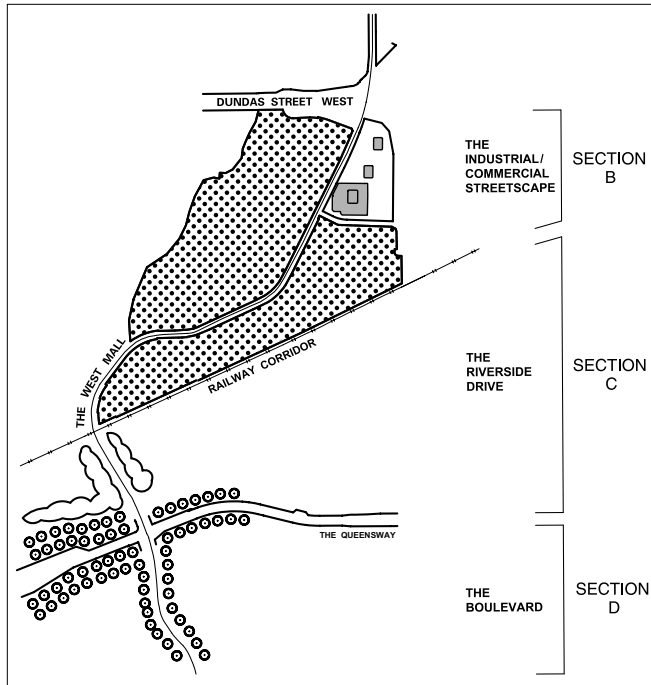 DUNDAS STREET WEST
THE
INDUSTRIAL/
COMMERCIAL
STREETSCAPE
SECTION
B
THE WEST MALL
RAILWAY CORRIDOR
THE
RIVERSIDE
DRIVE
SECTION
C
THE QUEENSWAY
THE
BOULEVARD
SECTION
D